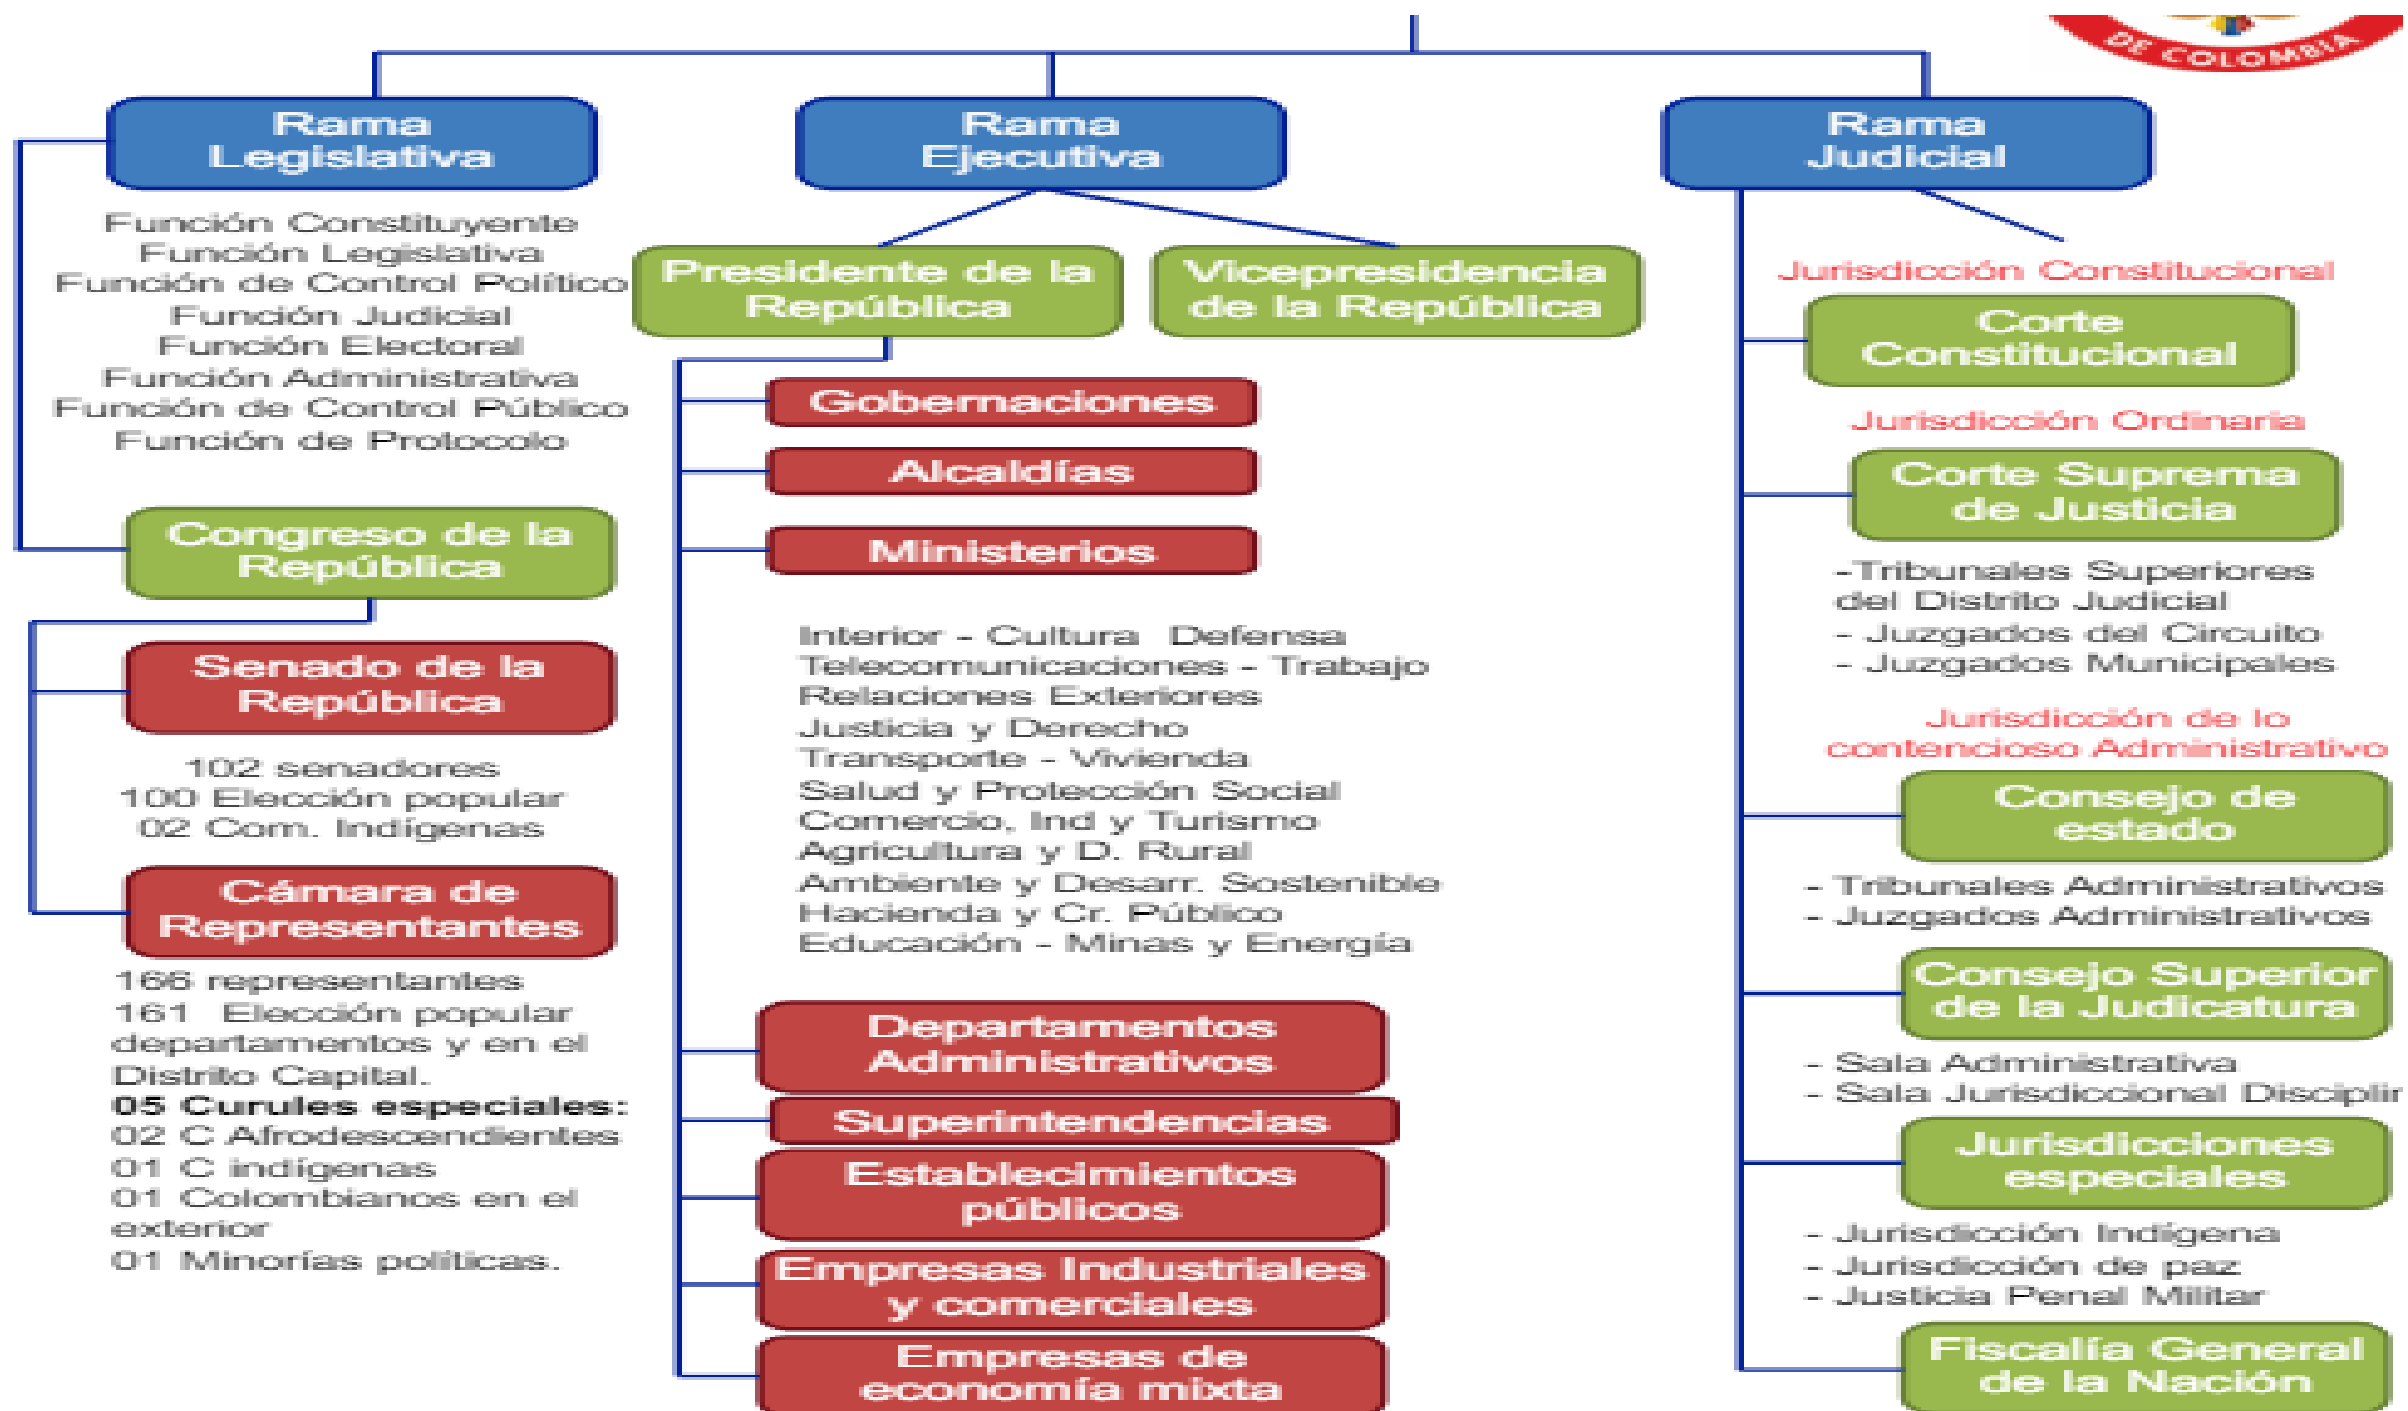 DE COLOMBIA
Rama
Legislativa
Función Constituyente
Función Legislativa
Función de Control Político
Función Judicial
Función Electoral
Función Administrativa
Función de Control Público
Función de Protocolo
Congreso de la
República
Senado de la
República
102 senadores
100 Elección popular
02 Com. Indígenas
Cámara de
Representantes
166 representantes
161 Elección popular
departamentos y en el
Distrito Capital.
05 Curules especiales:
02 C Afrodescendientes
01 C indígenas
01 Colombianos en el
exterior
01 Minorías políticas.
Rama
Ejecutiva
Presidente de la
República
Vicepresidencia
de la República
Gobernaciones
Alcaldías
Ministerios
Interior - Cultura Defensa
Telecomunicaciones - Trabajo
Relaciones Exteriores
Justicia y Derecho
Transporte - Vivienda
Salud y Protección Social
Comercio, Ind y Turismo
Agricultura y D. Rural
Ambiente y Desarr. Sostenible
Hacienda y Cr. Público
Educación - Minas y Energía
Departamentos
Administrativos
Superintendencias
Establecimientos
públicos
Empresas Industriales
y comerciales
Empresas de
economía mixta
Rama
Judicial
Jurisdicción Constitucional
Corte
Constitucional
Jurisdicción Ordinaria
Corte Suprema
de Justicia
-Tribunales Superiores
del Distrito Judicial
- Juzgados del Circuito
- Juzgados Municipales
Jurisdicción de lo
contencioso Administrativo
Consejo de
estado
- Tribunales Administrativos
- Juzgados Administrativos
Consejo Superior
de la Judicatura
- Sala Administrativa
- Sala Jurisdiccional Disciplin
Jurisdicciones
especiales
- Jurisdicción Indígena
- Jurisdicción de paz
- Justicia Penal Militar
Fiscalía General
de la Nación